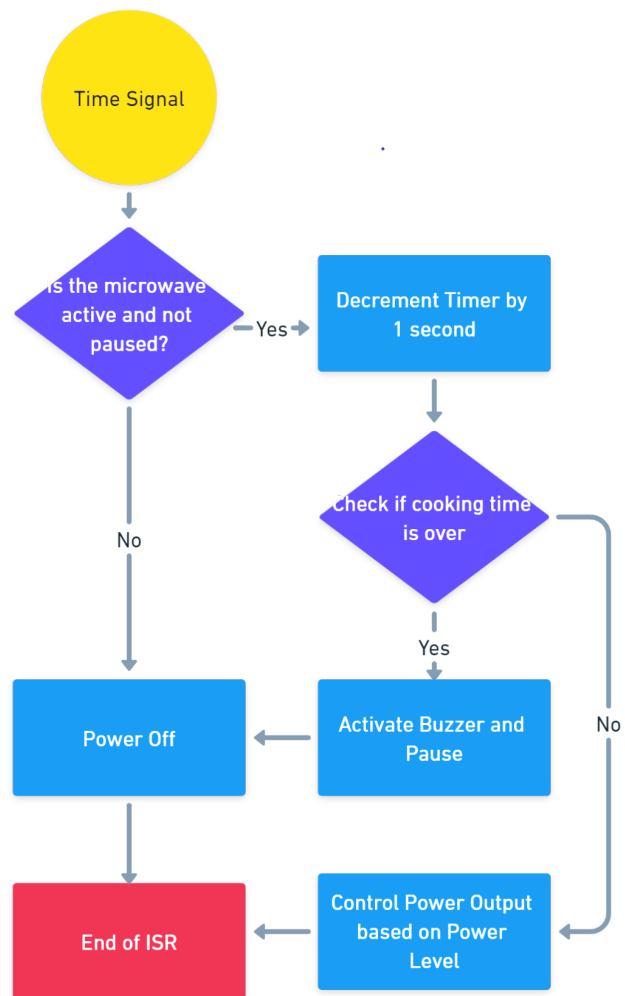 Time Signal
Is the microwave
active and not
paused?
Yes
Decrement Timer by
1 second
Check if cooking time
is over
No
Yes
Power Off
Activate Buzzer and
Pause
No
End of ISR
Control Power Output
based on Power
Level